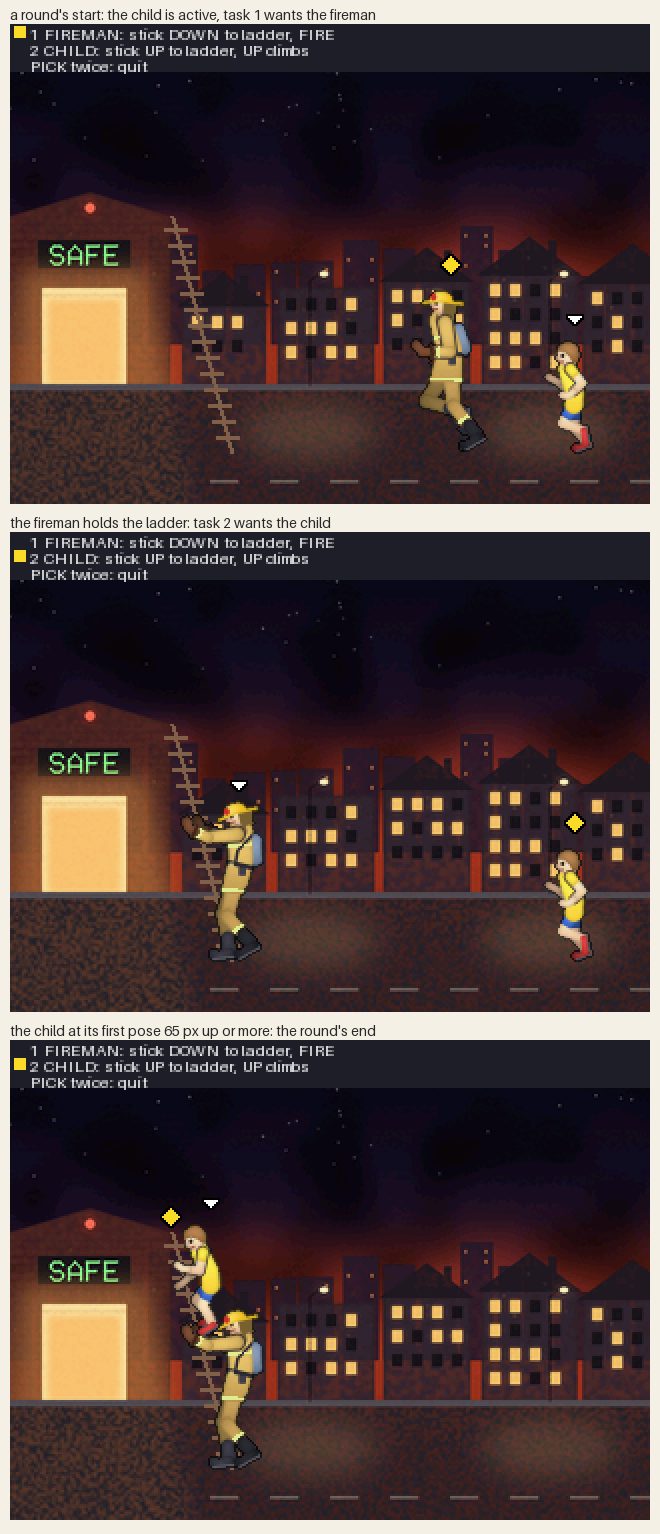 a round's start: the child is active, task 1 wants the fireman
1 FIREMAN: stick DOWN to ladder, FIRE
2 CHILD: stick UP to ladder, UP climbs
PICK twice: quit
SAFE
the fireman holds the ladder: task 2 wants the child
1 FIREMAN: stick DOWN to ladder, FIRE
2 CHILD: stick UP to ladder, UP climbs
PICK twice: quit
SAFE
the child at its first pose 65 px up or more: the round's end
1 FIREMAN: stick DOWN to ladder, FIRE
2 CHILD: stick UP to ladder, UP climbs
PICK twice: quit
SAFE